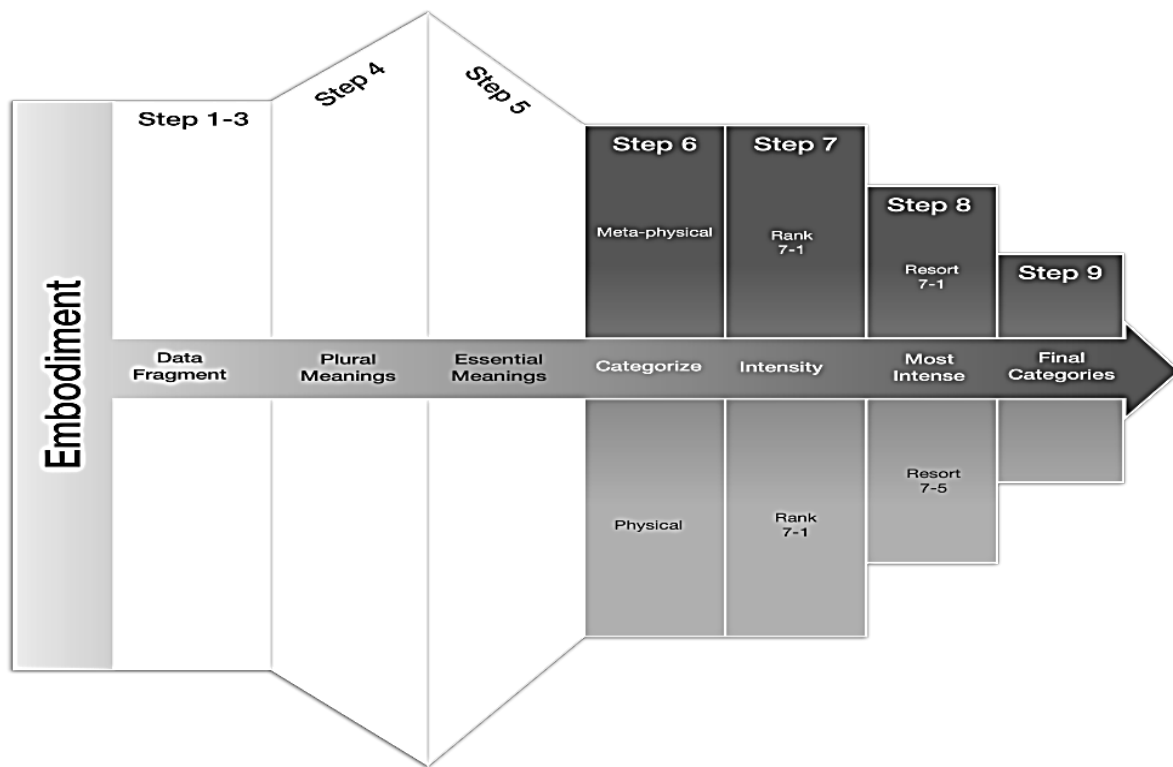 Embodiment
Step 1-3
Step 4
Step 5
Step 6
Step 7
Step 8
Step 9
Meta-physical
Rank
7-1
Resort
7-1
Data
Fragment
Plural
Meanings
Essential
Meanings
Categorize
Intensity
Most
Intense
Final
Categories
Physical
Rank
7-1
Resort
7-5